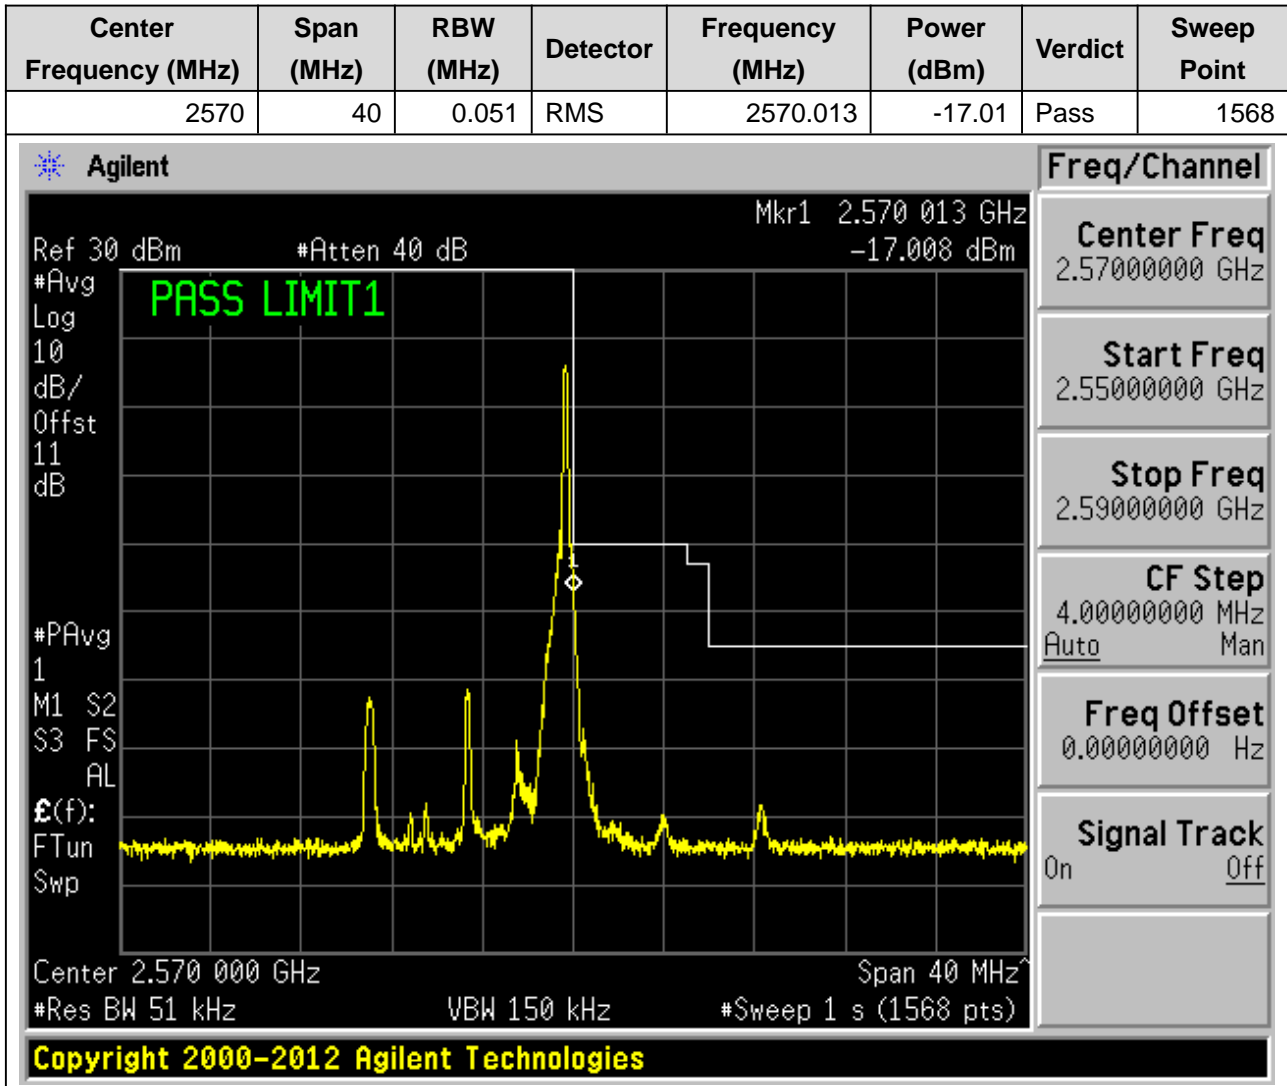 Center Frequency (MHz) Span (MHz) RBW (MHz) Detector Frequency (MHz) Power (dBm) Verdict Sweep Point
2570 40 0.051 RMS 2570.013 -17.01 Pass 1568
Agilent
Freq/Channel
Mkr1 2.570 013 GHz
Ref 30 dBm #Atten 40 dB -17.008 dBm
#Avg
Log
10
dB/
Offst
11
dB
PASS LIMIT1
1
#PAvg
1
M1 S2
S3 FS
AL
£(f):
FTun
Swp
Center 2.570 000 GHz Span 40 MHz^
#Res BW 51 kHz VBW 150 kHz #Sweep 1 s (1568 pts)
Center Freq
2.57000000 GHz
Start Freq
2.55000000 GHz
Stop Freq
2.59000000 GHz
CF Step
4.00000000 MHz
Auto Man
Freq Offset
0.00000000 Hz
Signal Track
On Off
Copyright 2000-2012 Agilent Technologies